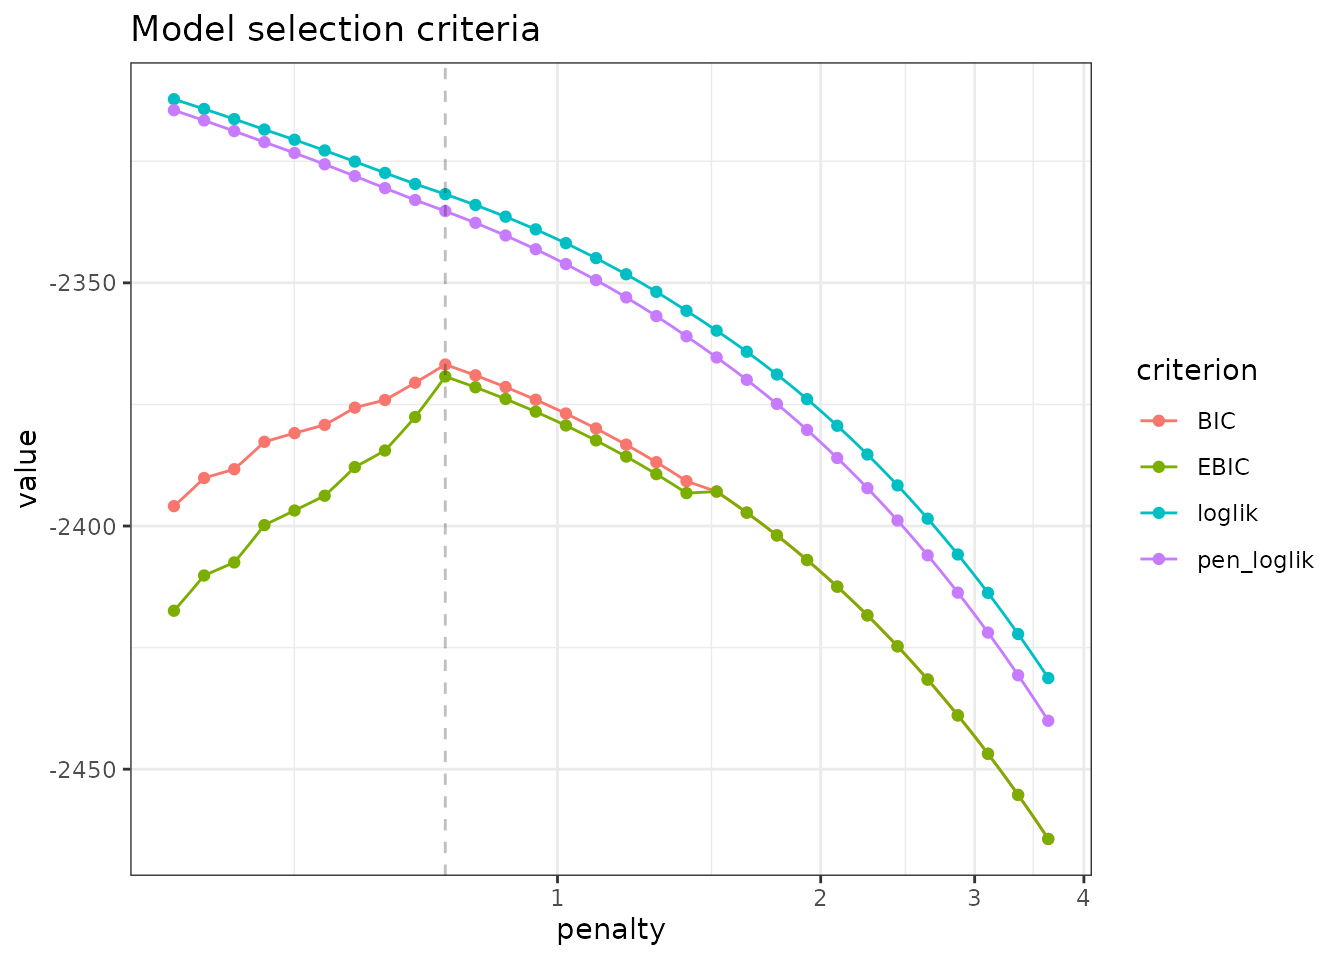 Model selection criteria
value
-2350
-2400
-2450
1
2
3
4
penalty
criterion
BIC
EBIC
loglik
pen_loglik